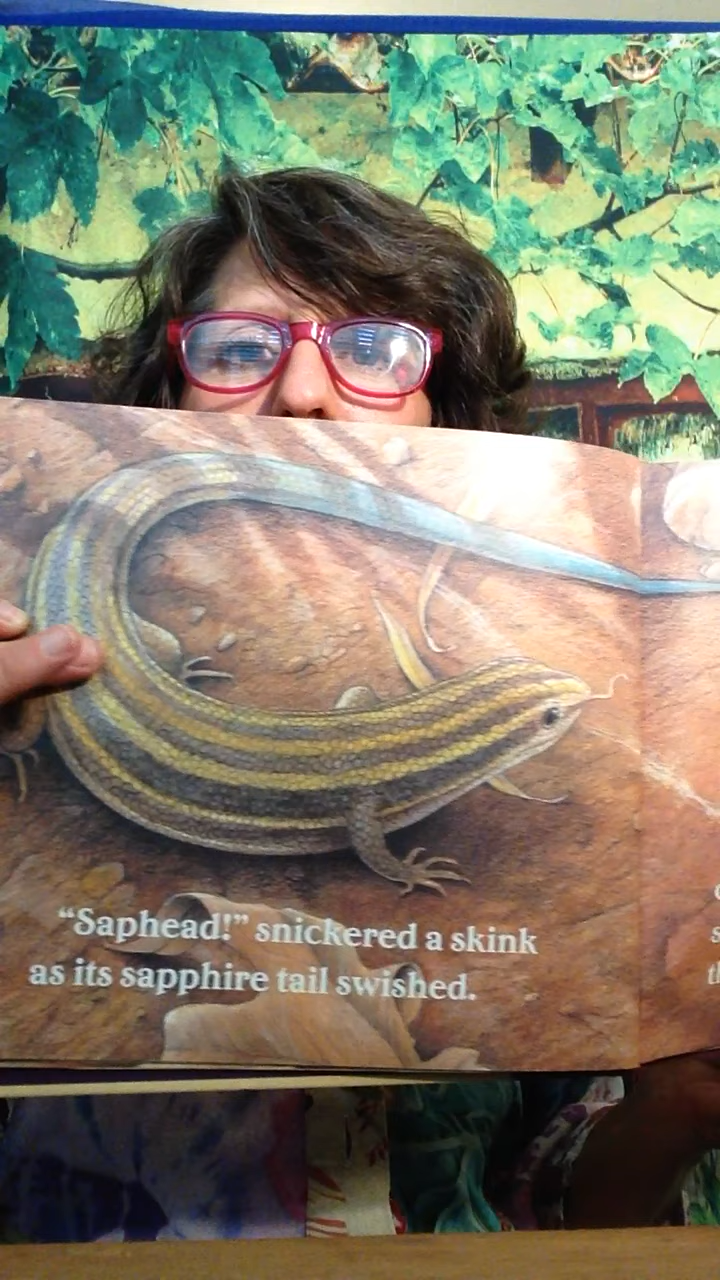 “Saphead!” snickered a skink
as its sapphire tail swished.